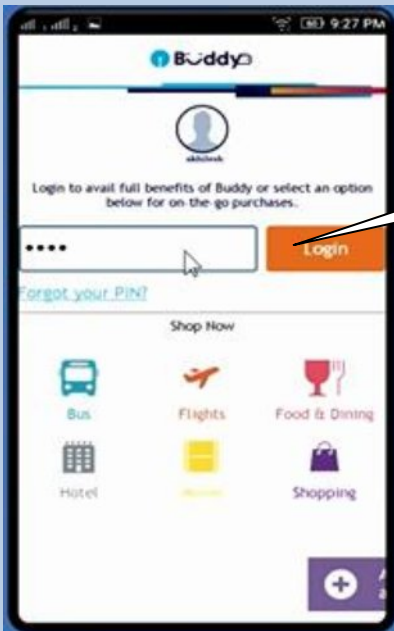 9:27 PM
Buddy
abhishek
Login to avail full benefits of Buddy or select an option
below for on-the-go purchases.
••••
Login
Forgot your PIN?
Shop Now
Bus
Flights
Food & Dining
Hotel
Shopping